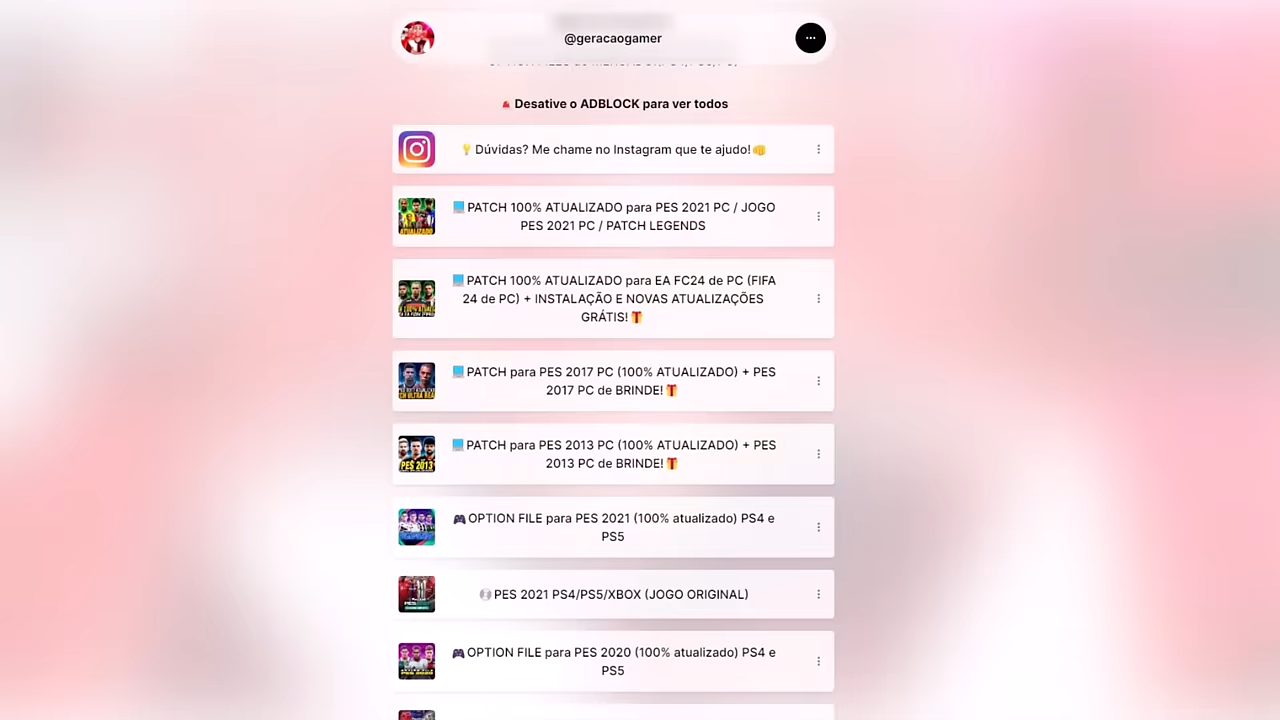 @geracaogamer
Desative o ADBLOCK para ver todos
Dúvidas? Me chame no Instagram que te ajudo!
PATCH 100% ATUALIZADO para PES 2021 PC / JOGO
PES 2021 PC / PATCH LEGENDS
ATUALIZADO
PATCH 100% ATUALIZADO para EA FC24 de PC (FIFA
24 de PC) + INSTALAÇÃO E NOVAS ATUALIZAÇÕES
GRÁTIS!
PATCH para PES 2017 PC (100% ATUALIZADO) + PES
2017 PC de BRINDE!
PATCH para PES 2013 PC (100% ATUALIZADO) + PES
2013 PC de BRINDE!
PES 2013
OPTION FILE para PES 2021 (100% atualizado) PS4 e
PS5
PES 2021 PS4/PS5/XBOX (JOGO ORIGINAL)
OPTION FILE para PES 2020 (100% atualizado) PS4 e
PS5